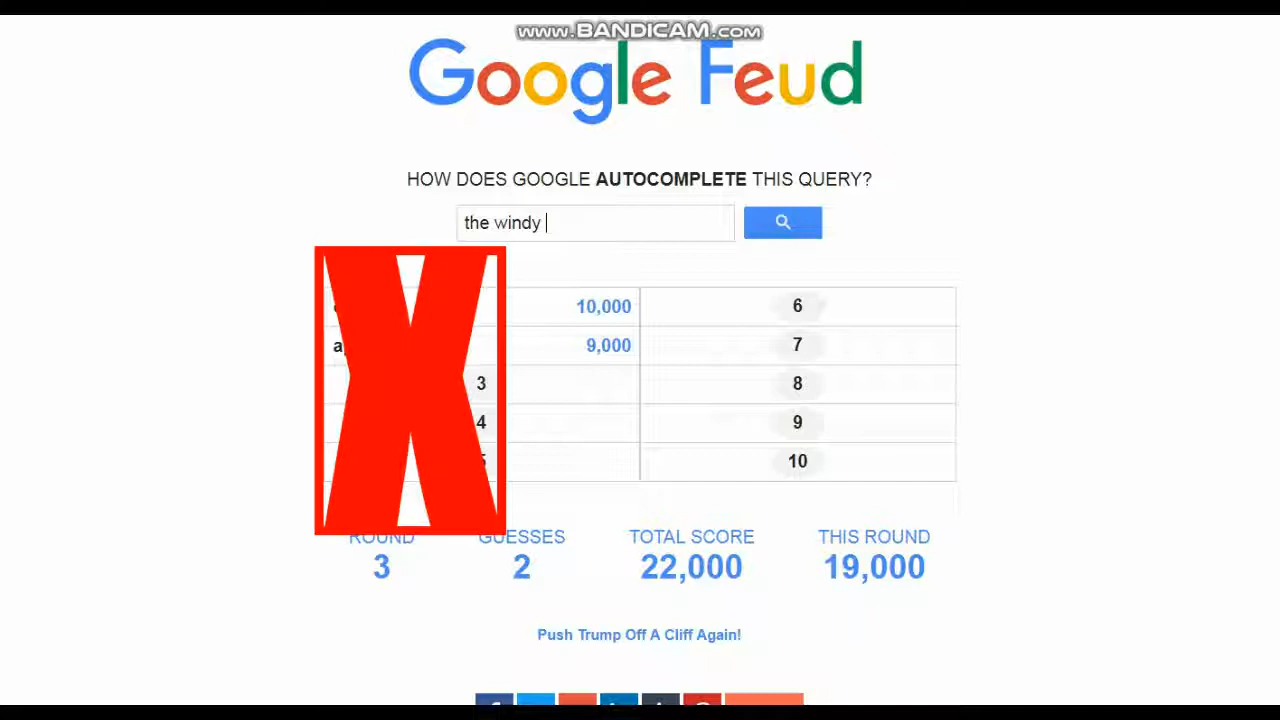 www.BANDICAM.com
Google Feud
HOW DOES GOOGLE AUTOCOMPLETE THIS QUERY?
the windy
10,000 6
9,000 7
3 8
4 9
5 10
X
ROUND GUESSES TOTAL SCORE THIS ROUND
3 2 22,000 19,000
Push Trump Off A Cliff Again!